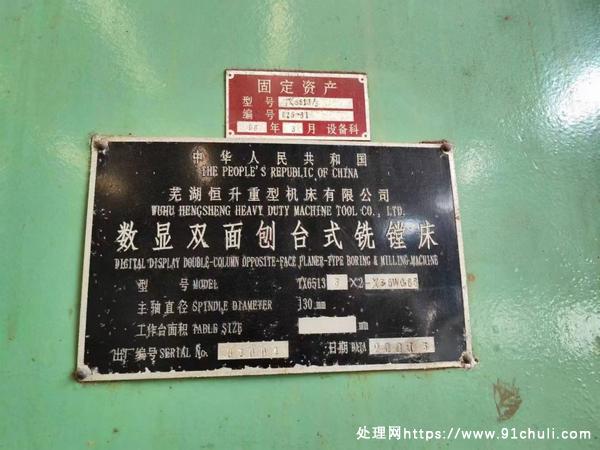 固定资产
型号 TX6513/2
编号 026-31
年 月 设备科
中华人民共和国
THE PEOPLE'S REPUBLIC OF CHINA
芜湖恒升重型机床有限公司
WUHU HENGSHENG HEAVY DUTY MACHINE TOOL CO., LTD.
数显双面刨台式铣镗床
DIGITAL DISPLAY DOUBLE-COLUMN OPPOSITE-FACE PLANER-TYPE BORING & MILLING MACHINE
型 号 MODEL TX6513
主轴直径 SPINDLE DIAMETER 130 mm
工作台面积 TABLE SIZE mm
出厂编号 SERIAL No.
日期 DATA
处理网https://www.91chuli.com/